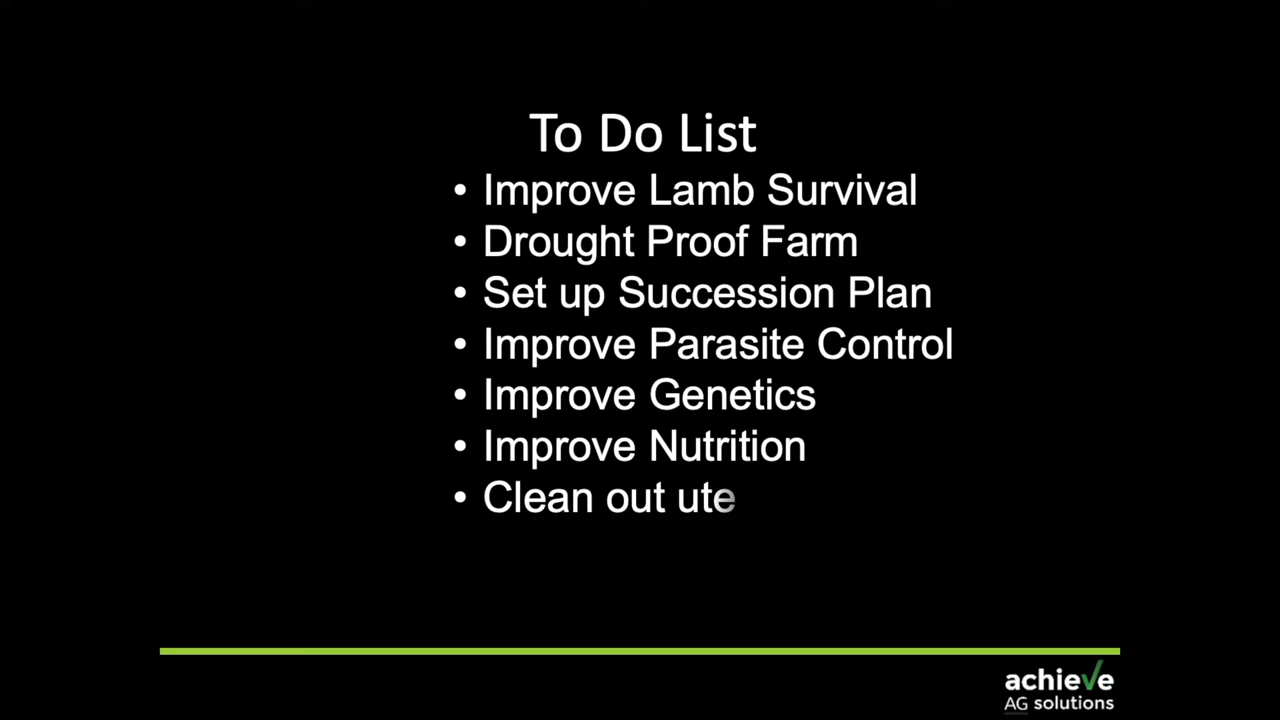 To Do List
• Improve Lamb Survival
• Drought Proof Farm
• Set up Succession Plan
• Improve Parasite Control
• Improve Genetics
• Improve Nutrition
• Clean out ute
achieve
AG solutions